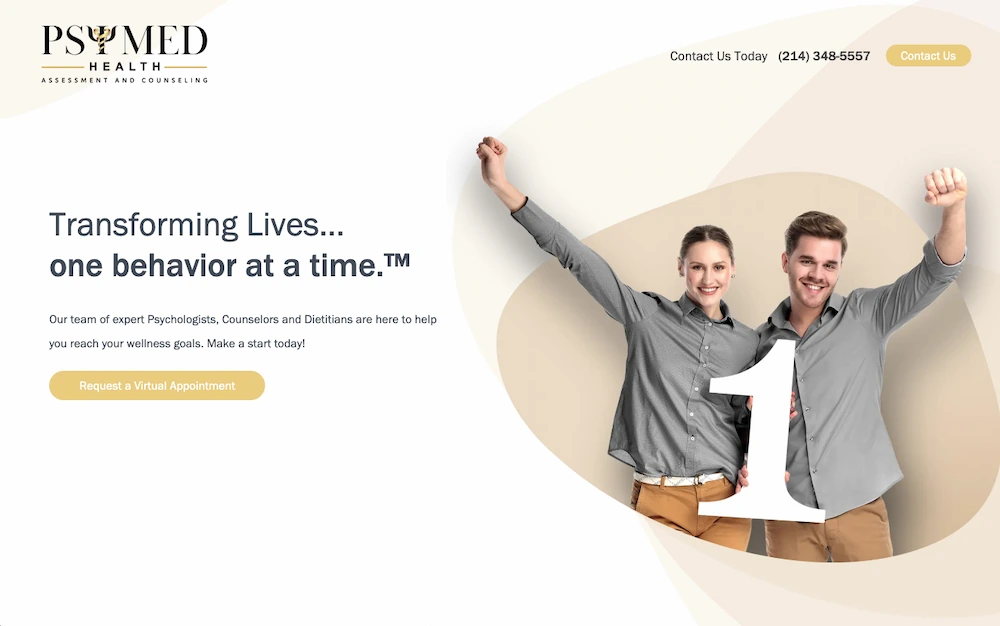 PSYMED
HEALTH
ASSESSMENT AND COUNSELING
Contact Us Today (214) 348-5557 Contact Us
Transforming Lives...
one behavior at a time.™
Our team of expert Psychologists, Counselors and Dietitians are here to help
you reach your wellness goals. Make a start today!
Request a Virtual Appointment
1